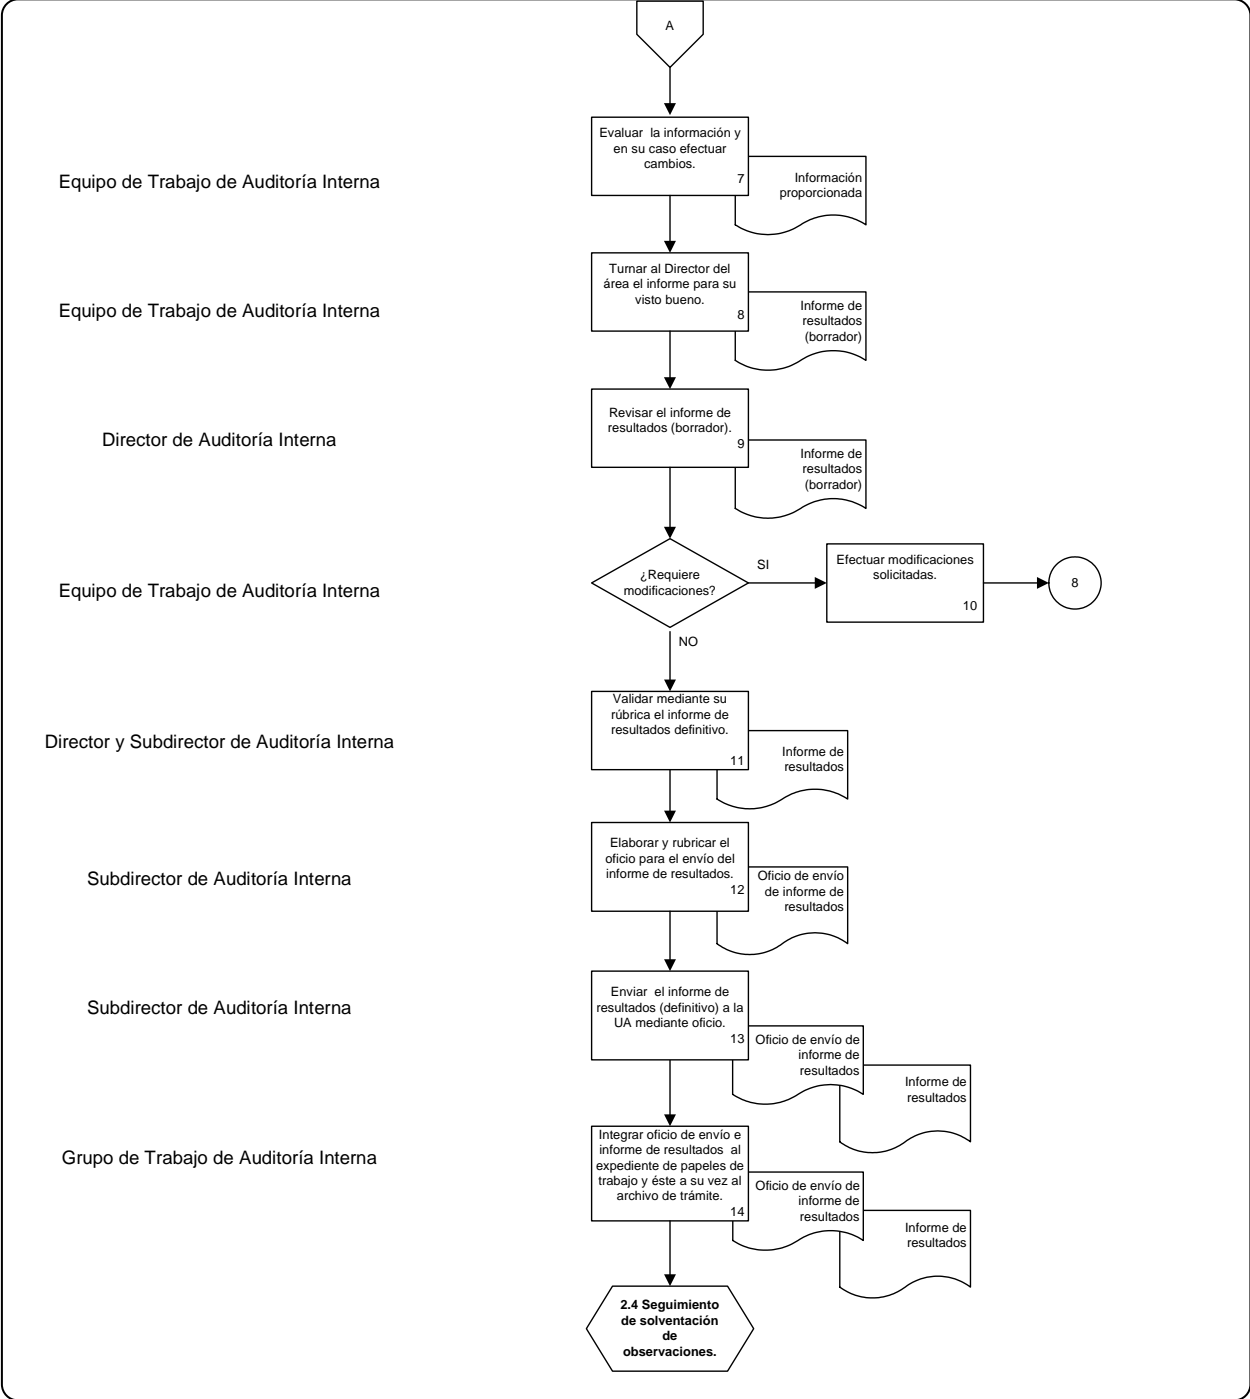 A
Equipo de Trabajo de Auditoría Interna
Evaluar la información y
en su caso efectuar
cambios.
7
Información
proporcionada
Equipo de Trabajo de Auditoría Interna
Turnar al Director del
área el informe para su
visto bueno.
8
Informe de
resultados
(borrador)
Director de Auditoría Interna
Revisar el informe de
resultados (borrador).
9
Informe de
resultados
(borrador)
Equipo de Trabajo de Auditoría Interna
¿Requiere
modificaciones?
SI
Efectuar modificaciones
solicitadas.
10
8
NO
Director y Subdirector de Auditoría Interna
Validar mediante su
rúbrica el informe de
resultados definitivo.
11
Informe de
resultados
Subdirector de Auditoría Interna
Elaborar y rubricar el
oficio para el envío del
informe de resultados.
12
Oficio de envío
de informe de
resultados
Subdirector de Auditoría Interna
Enviar el informe de
resultados (definitivo) a la
UA mediante oficio.
13
Oficio de envío de
informe de
resultados
Informe de
resultados
Grupo de Trabajo de Auditoría Interna
Integrar oficio de envío e
informe de resultados al
expediente de papeles de
trabajo y éste a su vez al
archivo de trámite.
14
Oficio de envío de
informe de
resultados
Informe de
resultados
2.4 Seguimiento
de solventación
de
observaciones.